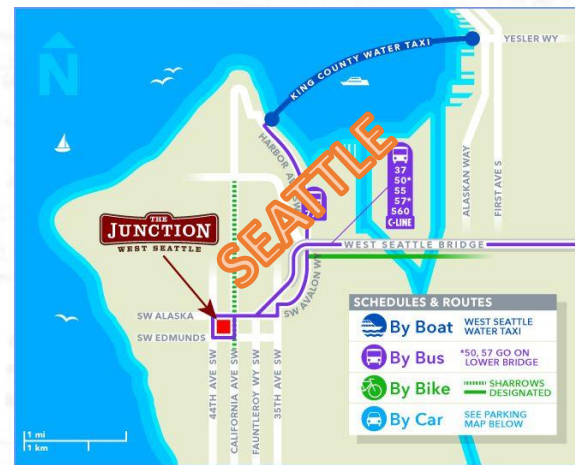 N
KING COUNTY WATER TAXI
YESLER WY
HARBOR AVE SW
SEATTLE
37
50*
55
57*
560
C-LINE
ALASKAN WAY
FIRST AVE S
THE
JUNCTION
WEST SEATTLE
WEST SEATTLE BRIDGE
SW AVALON WY
SW ALASKA
SW EDMUNDS
44TH AVE SW
CALIFORNIA AVE SW
FAUNTLEROY WY SW
35TH AVE SW
SCHEDULES & ROUTES
By Boat WEST SEATTLE
WATER TAXI
By Bus *50, 57 GO ON
LOWER BRIDGE
By Bike SHARROWS
DESIGNATED
By Car SEE PARKING
MAP BELOW
1 mi
1 km